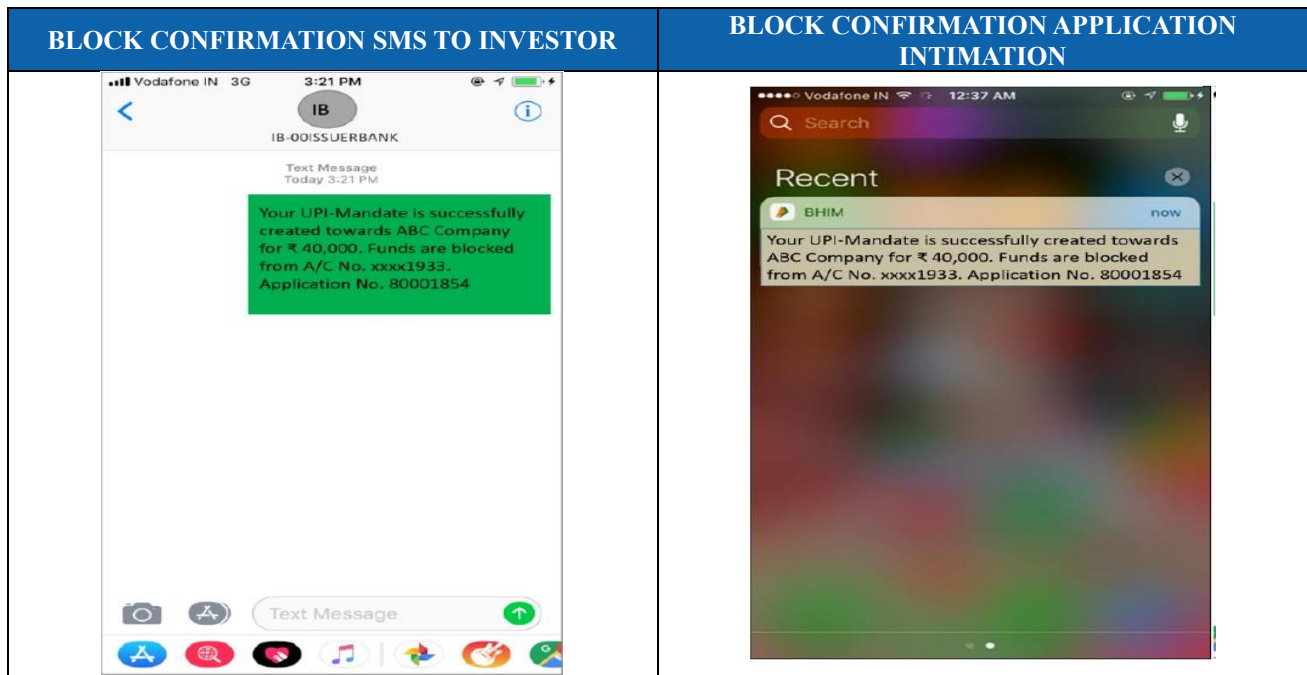 BLOCK CONFIRMATION SMS TO INVESTOR
BLOCK CONFIRMATION APPLICATION
INTIMATION
Vodafone IN 3G 3:21 PM
IB
IB-00ISSUERBANK
Text Message
Today 3:21 PM
Your UPI-Mandate is successfully
created towards ABC Company
for ₹ 40,000. Funds are blocked
from A/C No. xxxx1933.
Application No. 80001854
Text Message
Vodafone IN 12:37 AM
Search
Recent
BHIM now
Your UPI-Mandate is successfully created towards
ABC Company for ₹ 40,000. Funds are blocked
from A/C No. xxxx1933. Application No. 80001854